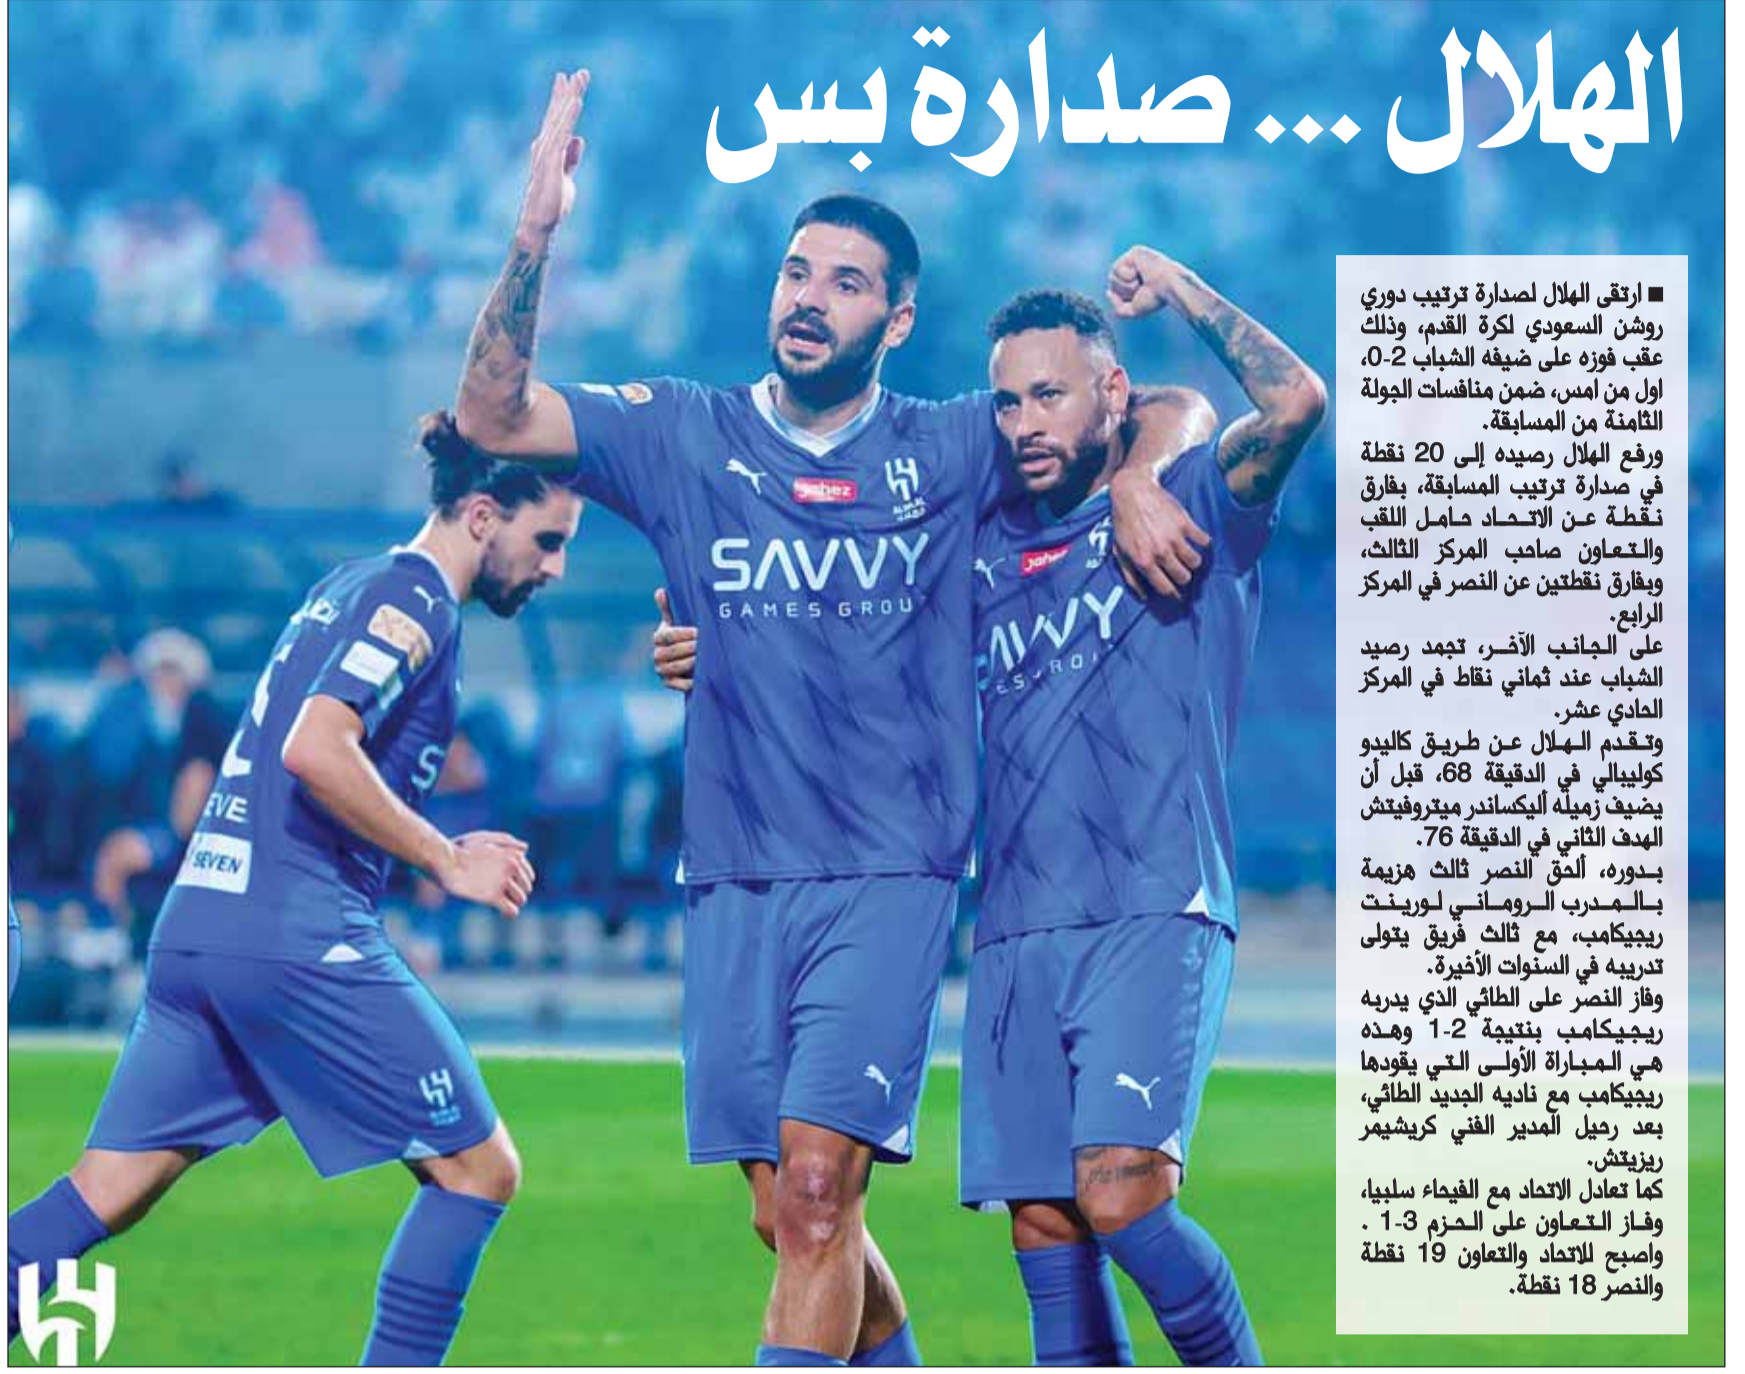 الهلال ... صدارة بس
■ ارتقى الهلال لصدارة ترتيب دوري
روشن السعودي لكرة القدم، وذلك
عقب فوزه على ضيفه الشباب 2-0،
اول من امس، ضمن منافسات الجولة
الثامنة من المسابقة.
ورفع الهلال رصيده إلى 20 نقطة
في صدارة ترتيب المسابقة، بفارق
نقطة عن الاتحاد حامل اللقب
والتعاون صاحب المركز الثالث،
وبفارق نقطتين عن النصر في المركز
الرابع.
على الجانب الآخر، تجمد رصيد
الشباب عند ثماني نقاط في المركز
الحادي عشر.
وتقدم الهلال عن طريق كاليدو
كوليبالي في الدقيقة 68، قبل أن
يضيف زميله أليكساندر ميتروفيتش
الهدف الثاني في الدقيقة 76.
بدوره، ألحق النصر ثالث هزيمة
بالمدرب الروماني لورينت
ريجيكامب، مع ثالث فريق يتولى
تدريبه في السنوات الأخيرة.
وفاز النصر على الطائي الذي يدربه
ريجيكامب بنتيجة 2-1 وهذه
هي المباراة الأولى التي يقودها
ريجيكامب مع ناديه الجديد الطائي،
بعد رحيل المدير الفني كريشيمر
ريزيتش.
كما تعادل الاتحاد مع الفيحاء سلبيا،
وفاز التعاون على الحزم 3-1 .
واصبح للاتحاد والتعاون 19 نقطة
والنصر 18 نقطة.
jahez
SAVVY
GAMES GROU
jahez
AVVY
EVE
SEVEN